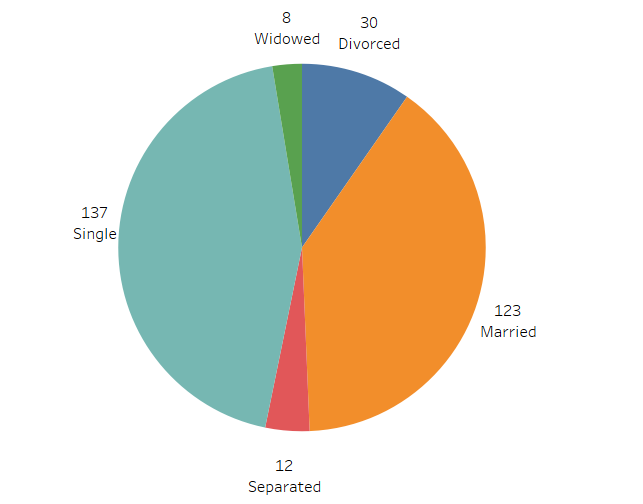 8
Widowed
30
Divorced
137
Single
123
Married
12
Separated